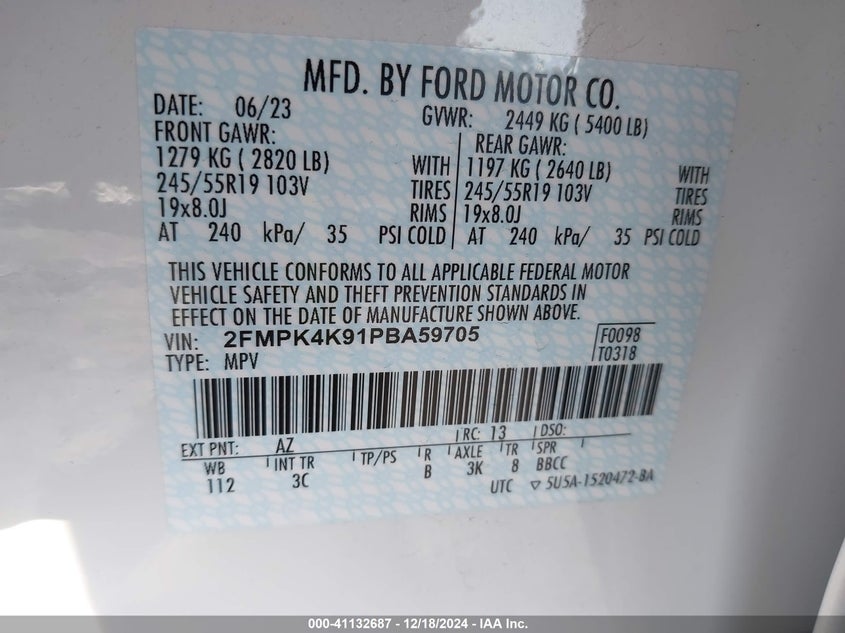 MFD. BY FORD MOTOR CO.
DATE: 06/23 GVWR: 2449 KG ( 5400 LB)
FRONT GAWR: REAR GAWR:
1279 KG ( 2820 LB) WITH 1197 KG ( 2640 LB) WITH
245/55R19 103V TIRES 245/55R19 103V TIRES
19x8.0J RIMS 19x8.0J RIMS
AT 240 kPa/ 35 PSI COLD AT 240 kPa/ 35 PSI COLD
THIS VEHICLE CONFORMS TO ALL APPLICABLE FEDERAL MOTOR
VEHICLE SAFETY AND THEFT PREVENTION STANDARDS IN
EFFECT ON THE DATE OF MANUFACTURE SHOWN ABOVE.
VIN: 2FMPK4K91PBA59705 F0098
TYPE: MPV T0318
EXT PNT: AZ RC: 13 DSO:
WB INT TR TP/PS R AXLE TR SPR
112 3C B 3K 8 BBCC
UTC ▽ 5U5A-1520472-BA
000-41132687 - 12/18/2024 - IAA Inc.